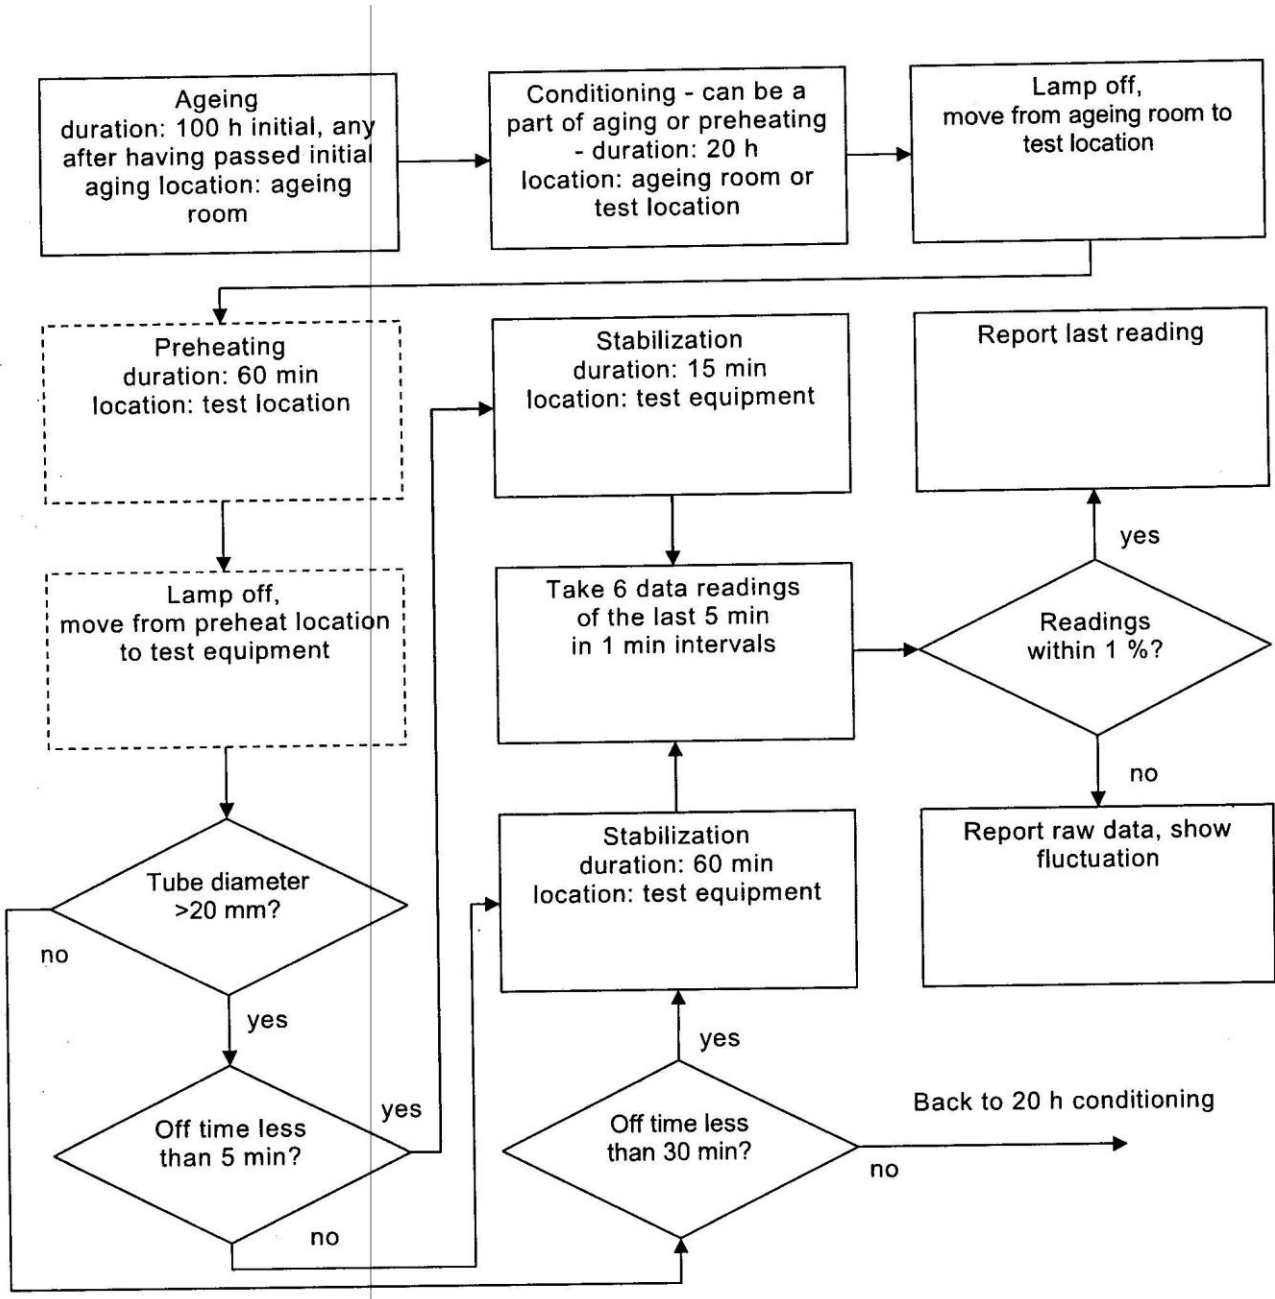 Ageing
duration: 100 h initial, any
after having passed initial
aging location: ageing
room
Conditioning - can be a
part of aging or preheating
- duration: 20 h
location: ageing room or
test location
Lamp off,
move from ageing room to
test location
Preheating
duration: 60 min
location: test location
Stabilization
duration: 15 min
location: test equipment
Report last reading
yes
Lamp off,
move from preheat location
to test equipment
Take 6 data readings
of the last 5 min
in 1 min intervals
Readings
within 1 %?
no
Tube diameter
>20 mm?
no
yes
Stabilization
duration: 60 min
location: test equipment
Report raw data, show
fluctuation
Off time less
than 5 min?
yes
no
yes
Off time less
than 30 min?
no
Back to 20 h conditioning